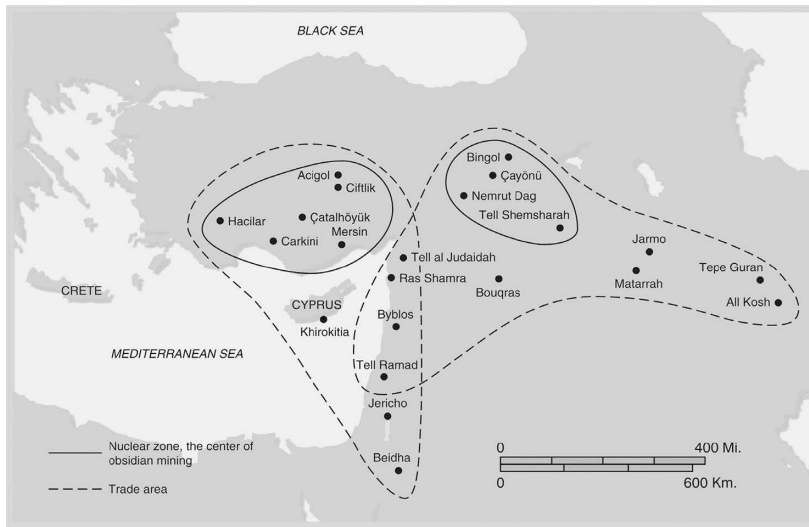 BLACK SEA
Bingol
Acigol
Çayönü
Ciftlik
Nemrut Dag
Hacilar
Çatalhöyük
Tell Shemsharah
Mersin
Carkini
Jarmo
Tell al Judaidah
Tepe Guran
Ras Shamra
Matarrah
CRETE
Bouqras
CYPRUS
All Kosh
Byblos
Khirokitia
MEDITERRANEAN SEA
Tell Ramad
Jericho
Nuclear zone, the center of
obsidian mining
0 400 Mi.
Beidha
Trade area
0 600 Km.